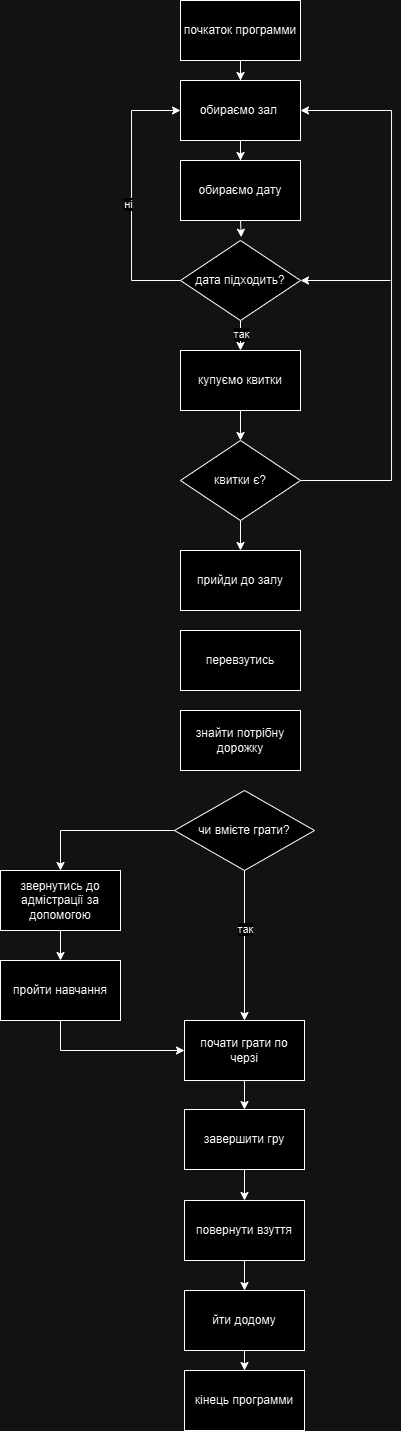 початок программи
обираємо зал
обираємо дату
ні
дата підходить?
так
купуємо квитки
квитки є?
прийди до залу
перевзутись
знайти потрібну
дорожку
чи вмієте грати?
звернутись до
адмістрації за
допомогою
так
пройти навчання
почати грати по
черзі
завершити гру
повернути взуття
йти додому
кінець программи